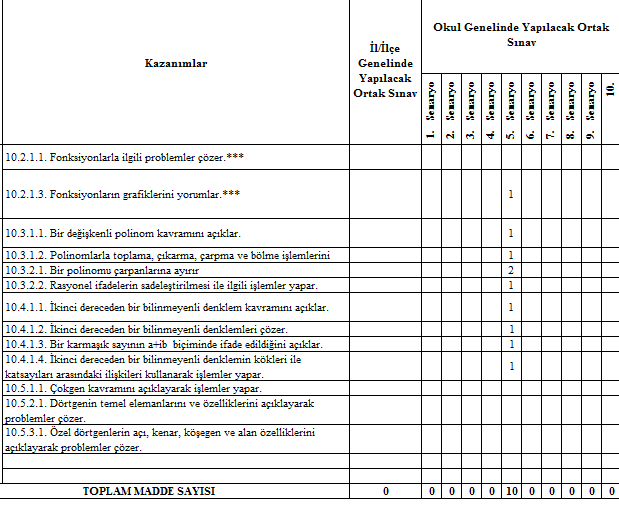 Kazanımlar
İl/İlçe
Genelinde
Yapılacak
Ortak Sınav
Okul Genelinde Yapılacak Ortak
Sınav
1. Senaryo
2. Senaryo
3. Senaryo
4. Senaryo
5. Senaryo
6. Senaryo
7. Senaryo
8. Senaryo
9. Senaryo
10.
10.2.1.1. Fonksiyonlarla ilgili problemler çözer.***
10.2.1.3. Fonksiyonların grafiklerini yorumlar.*** 1
10.3.1.1. Bir değişkenli polinom kavramını açıklar. 1
10.3.1.2. Polinomlarla toplama, çıkarma, çarpma ve bölme işlemlerini 1
10.3.2.1. Bir polinomu çarpanlarına ayırır 2
10.3.2.2. Rasyonel ifadelerin sadeleştirilmesi ile ilgili işlemler yapar. 1
10.4.1.1. İkinci dereceden bir bilinmeyenli denklem kavramını açıklar. 1
10.4.1.2. İkinci dereceden bir bilinmeyenli denklemleri çözer. 1
10.4.1.3. Bir karmaşık sayının a+ib biçiminde ifade edildiğini açıklar. 1
10.4.1.4. İkinci dereceden bir bilinmeyenli denklemin kökleri ile
katsayıları arasındaki ilişkileri kullanarak işlemler yapar. 1
10.5.1.1. Çokgen kavramını açıklayarak işlemler yapar.
10.5.2.1. Dörtgenin temel elemanlarını ve özelliklerini açıklayarak
problemler çözer.
10.5.3.1. Özel dörtgenlerin açı, kenar, köşegen ve alan özelliklerini
açıklayarak problemler çözer.
TOPLAM MADDE SAYISI 0 0 0 0 0 10 0 0 0 0 0